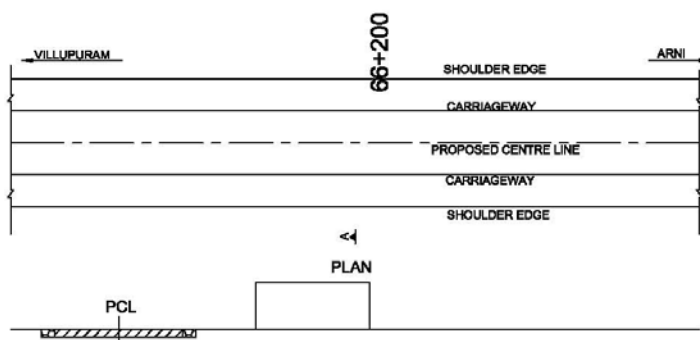 VILLUPURAM
66+200
ARNI
SHOULDER EDGE
CARRIAGEWAY
PROPOSED CENTRE LINE
CARRIAGEWAY
SHOULDER EDGE
A
PLAN
PCL